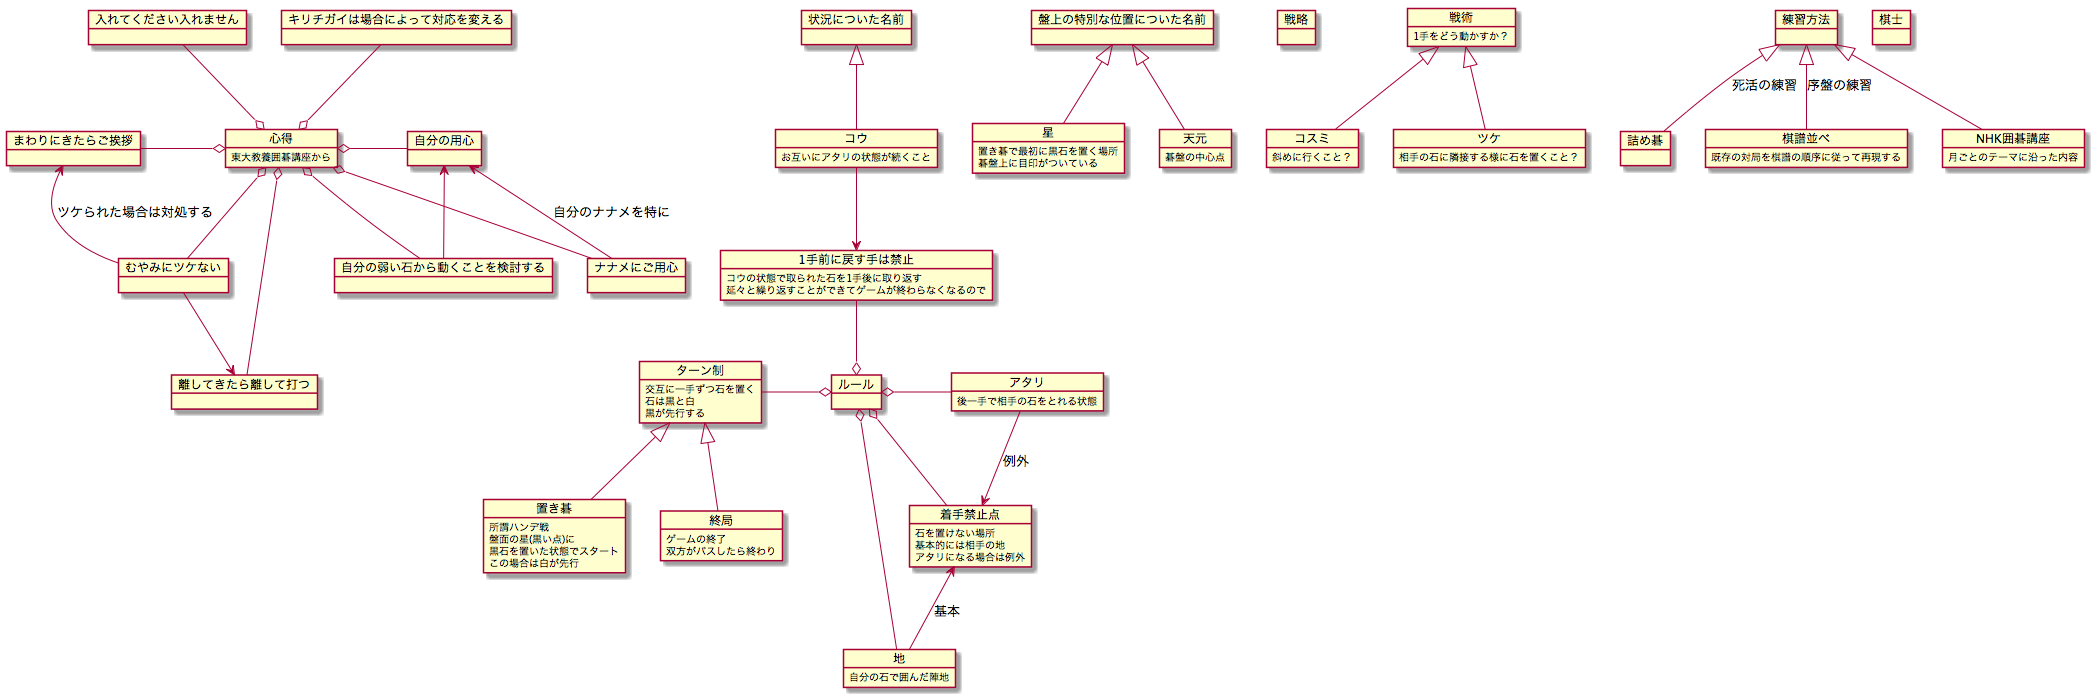 入れてください入れません
キリチガイは場合によって対応を変える
状況についた名前
盤上の特別な位置についた名前
戦略
戦術
1手をどう動かすか？
練習方法
棋士
死活の練習
序盤の練習
まわりにきたらご挨拶
心得
東大教養囲碁講座から
自分の用心
コウ
お互いにアタリの状態が続くこと
星
置き碁で最初に黒石を置く場所
碁盤上に目印がついている
天元
碁盤の中心点
コスミ
斜めに行くこと？
ツケ
相手の石に隣接する様に石を置くこと？
詰め碁
棋譜並べ
既存の対局を棋譜の順序に従って再現する
NHK囲碁講座
月ごとのテーマに沿った内容
ツケられた場合は対処する
自分のナナメを特に
むやみにツケない
自分の弱い石から動くことを検討する
ナナメにご用心
1手前に戻す手は禁止
コウの状態で取られた石を1手後に取り返す
延々と繰り返すことができてゲームが終わらなくなるので
離してきたら離して打つ
ターン制
交互に一手ずつ石を置く
石は黒と白
黒が先行する
ルール
アタリ
後一手で相手の石をとれる状態
例外
置き碁
所謂ハンデ戦
盤面の星(黒い点)に
黒石を置いた状態でスタート
この場合は白が先行
終局
ゲームの終了
双方がパスしたら終わり
着手禁止点
石を置けない場所
基本的には相手の地
アタリになる場合は例外
基本
地
自分の石で囲んだ陣地